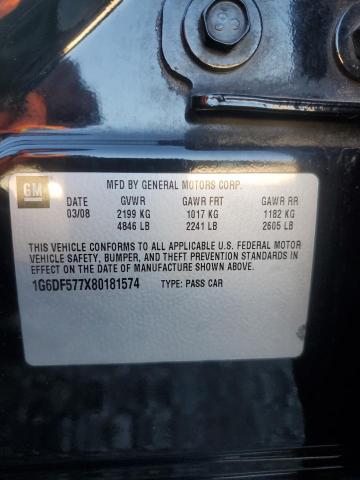 GM
MFD BY GENERAL MOTORS CORP.
DATE GVWR GAWR FRT GAWR RR
03/08 2199 KG 1017 KG 1182 KG
4846 LB 2241 LB 2605 LB
THIS VEHICLE CONFORMS TO ALL APPLICABLE U.S. FEDERAL MOTOR
VEHICLE SAFETY, BUMPER, AND THEFT PREVENTION STANDARDS
IN EFFECT ON THE DATE OF MANUFACTURE SHOWN ABOVE.
1G6DF577X80181574 TYPE: PASS CAR